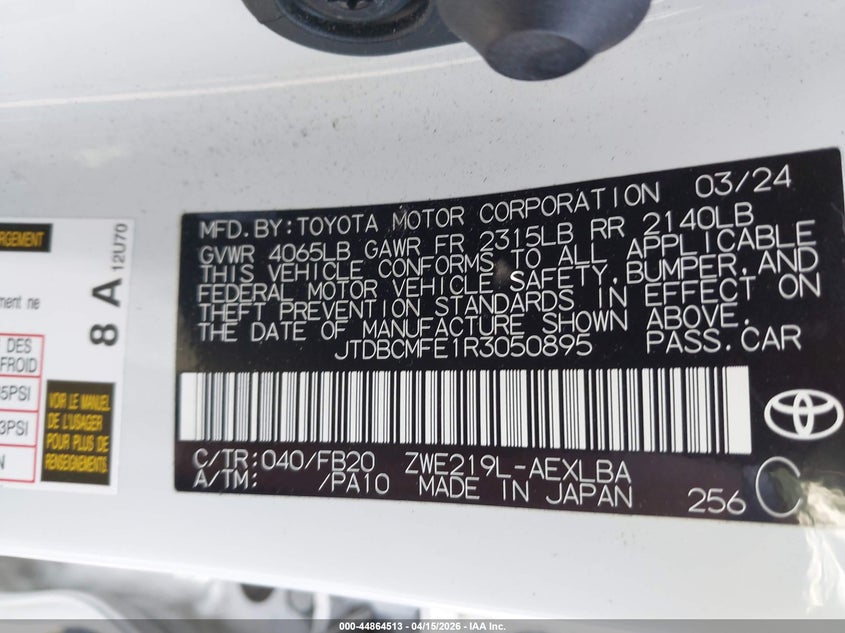 MFD.BY:TOYOTA MOTOR CORPORATION 03/24
GVWR 4065LB GAWR FR 2315LB RR 2140LB
THIS VEHICLE CONFORMS TO ALL APPLICABLE
FEDERAL MOTOR VEHICLE SAFETY,BUMPER,AND
THEFT PREVENTION STANDARDS IN EFFECT ON
THE DATE OF MANUFACTURE SHOWN ABOVE.
JTDBCMFE1R3050895 PASS.CAR
C/TR:040/FB20 ZWE219L-AEXLBA
A/TM: /PA10 MADE IN JAPAN 256
C
8 A 12U70
ne
DES
VOIR LE MANUEL
DE L'USAGER
POUR PLUS DE
RENSEIGNEMENTS
000-44864513 - 04/15/2026 - IAA Inc.